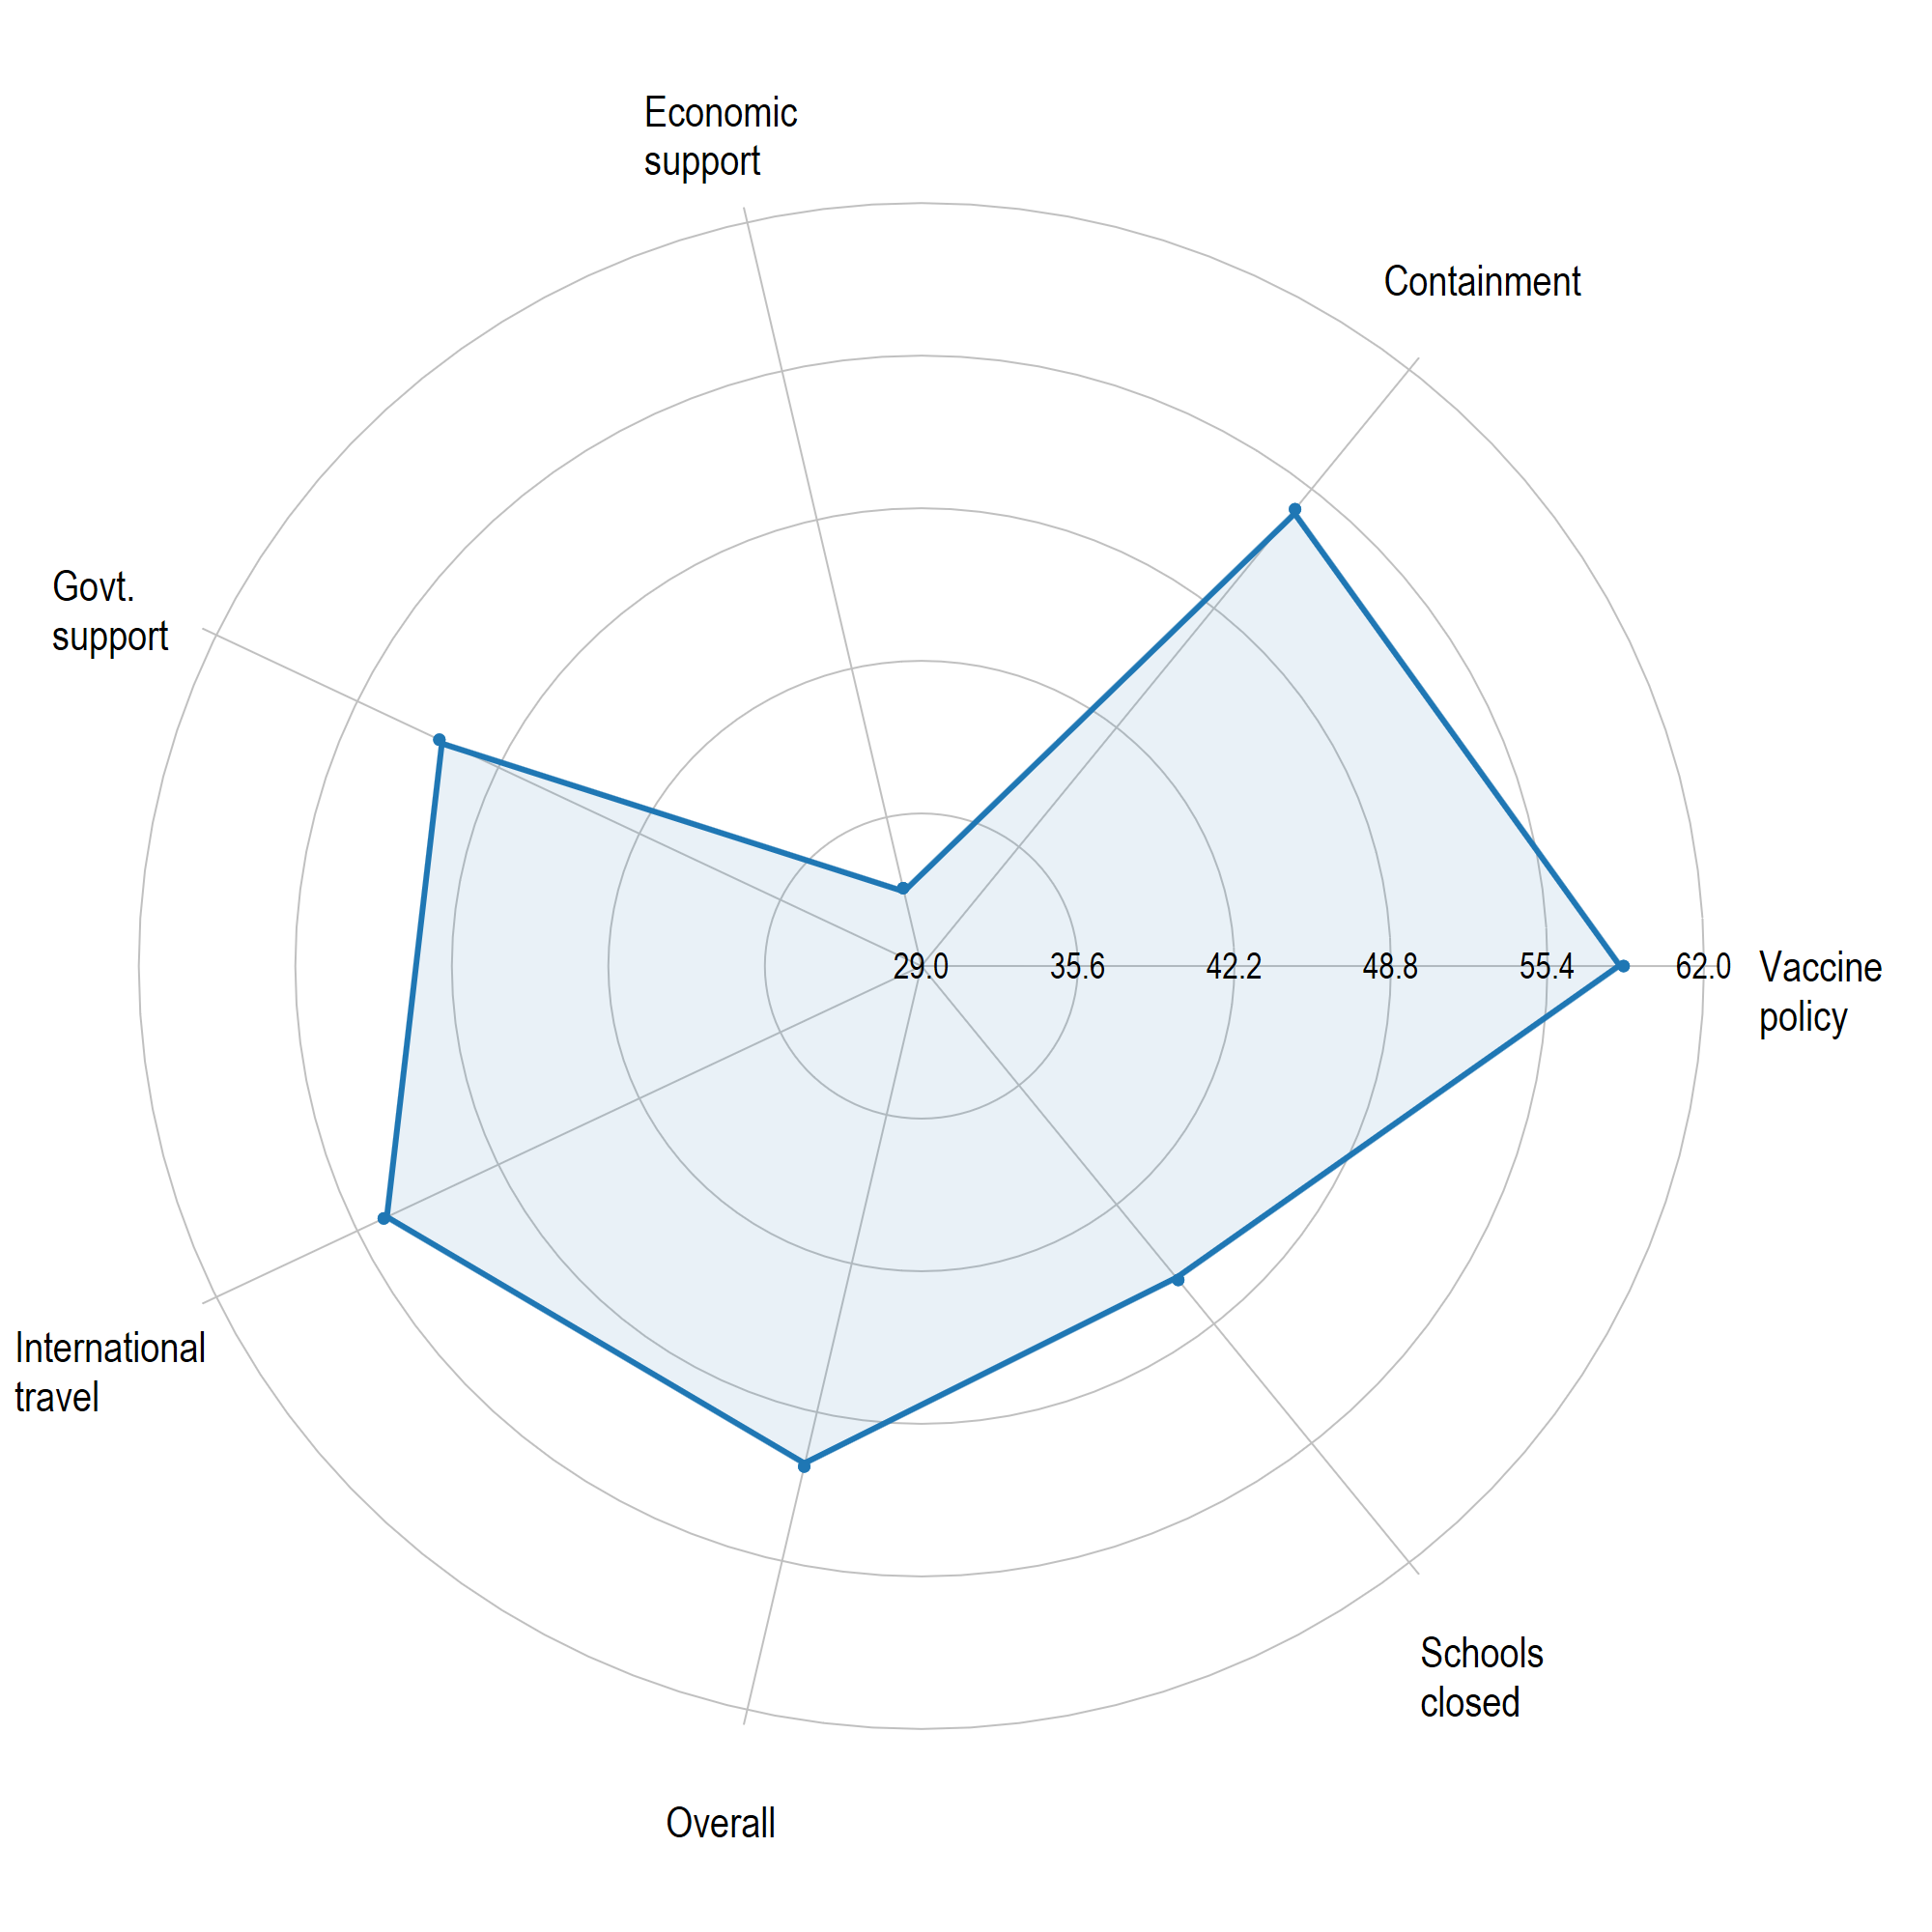 Economic
support
Containment
Govt.
support
29.0
35.6
42.2
48.8
55.4
62.0
Vaccine
policy
International
travel
Schools
closed
Overall